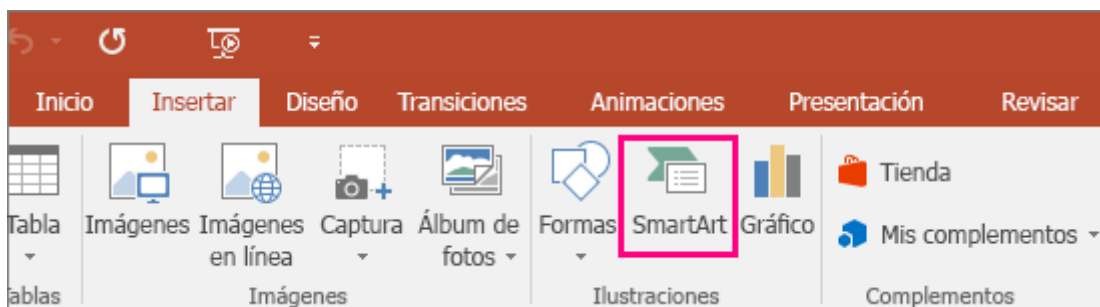 Inicio Insertar Diseño Transiciones Animaciones Presentación Revisar
Tabla Imágenes Imágenes en línea Captura Álbum de fotos Formas SmartArt Gráfico Tienda
Mis complementos
Tablas Imágenes Ilustraciones Complementos